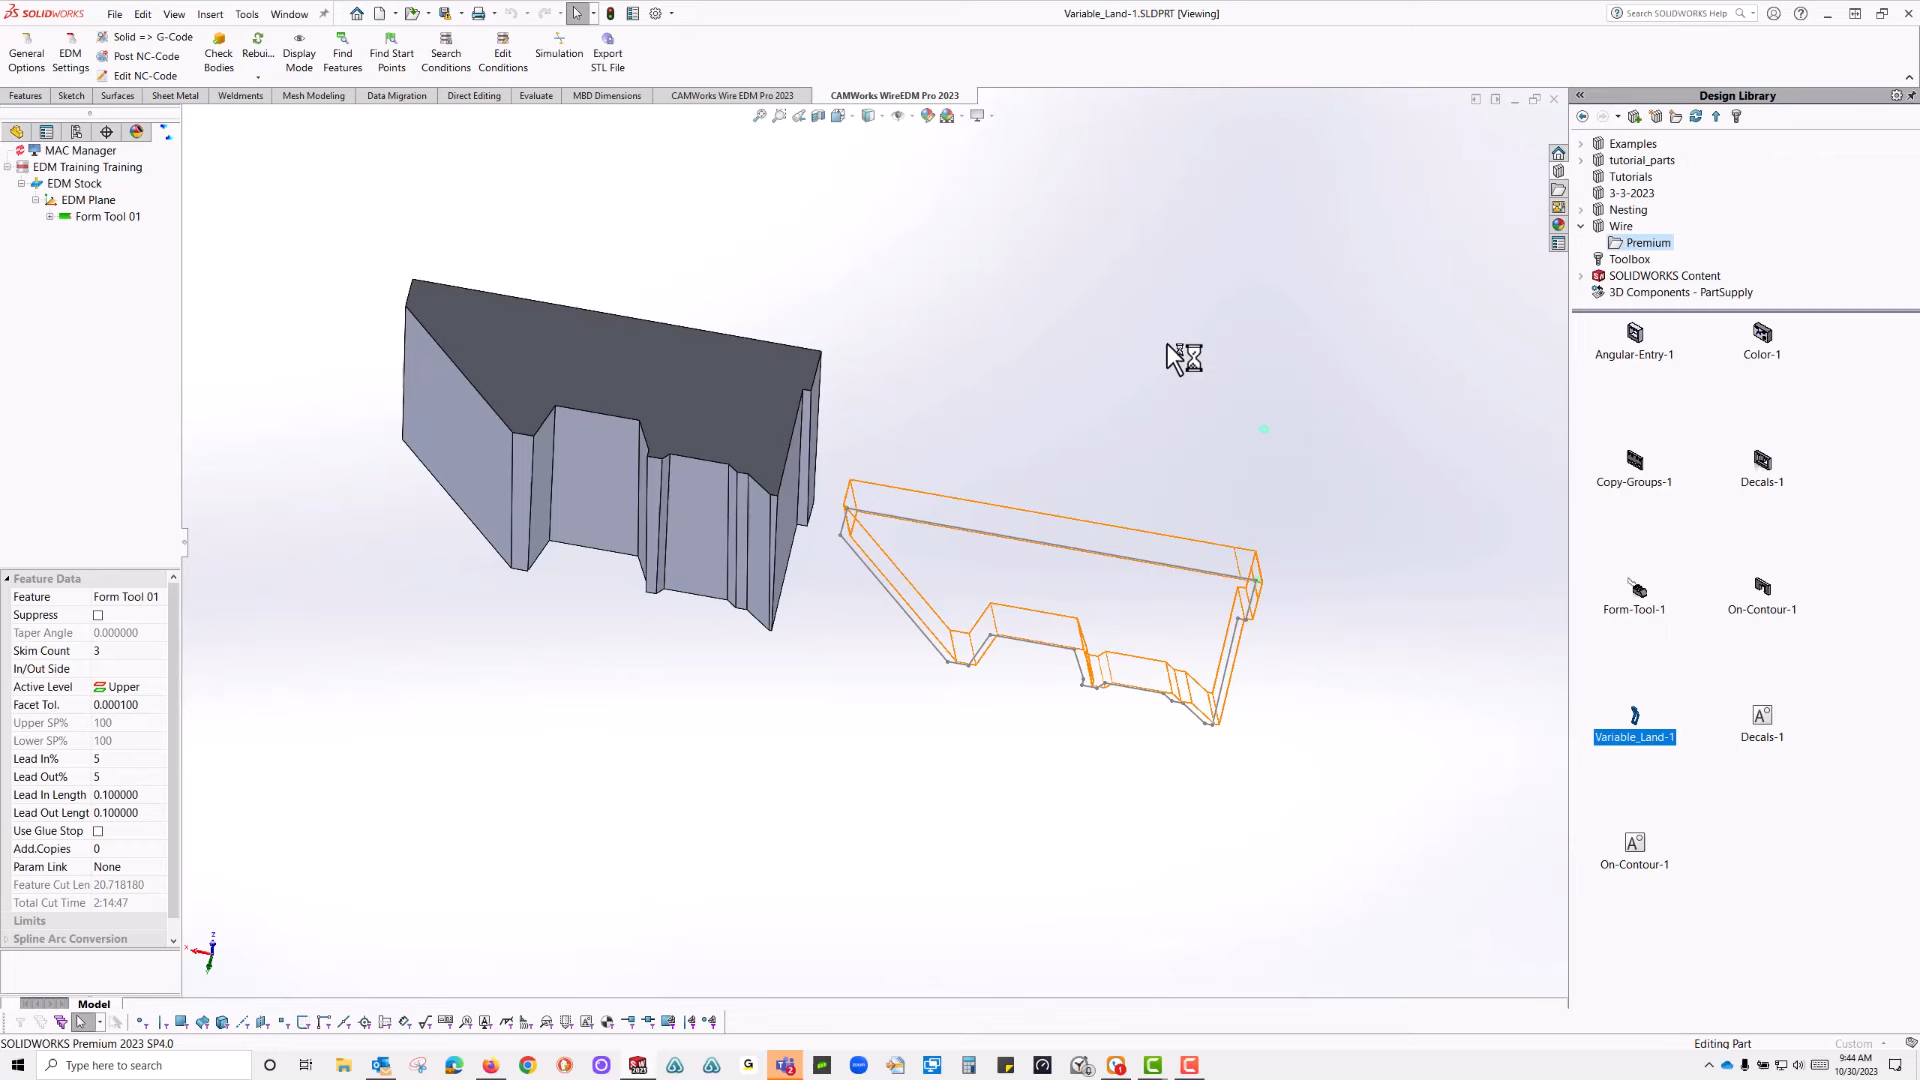 SOLIDWORKS File Edit View Insert Tools Window Variable_Land-1.SLDPRT [Viewing] Search SOLIDWORKS Help
General Options
EDM Settings
Solid => G-Code
Post NC-Code
Edit NC-Code
Check Bodies
Rebui...
Display Mode
Find Features
Find Start Points
Search Conditions
Edit Conditions
Simulation
Export STL File
Features Sketch Surfaces Sheet Metal Weldments Mesh Modeling Data Migration Direct Editing Evaluate MBD Dimensions CAMWorks Wire EDM Pro 2023 CAMWorks WireEDM Pro 2023
MAC Manager
EDM Training Training
EDM Stock
EDM Plane
Form Tool 01
Feature Data
Feature Form Tool 01
Suppress
Taper Angle 0.000000
Skim Count 3
In/Out Side
Active Level Upper
Facet Tol. 0.000100
Upper SP% 100
Lower SP% 100
Lead In% 5
Lead Out% 5
Lead In Length 0.100000
Lead Out Lengt 0.100000
Use Glue Stop
Add.Copies 0
Param Link None
Feature Cut Len 20.718180
Total Cut Time 2:14:47
Limits
Spline Arc Conversion
z
x
Design Library
Examples
tutorial_parts
Tutorials
3-3-2023
Nesting
Wire
Premium
Toolbox
SOLIDWORKS Content
3D Components - PartSupply
Angular-Entry-1 Color-1
Copy-Groups-1 Decals-1
Form-Tool-1 On-Contour-1
Variable_Land-1 Decals-1
On-Contour-1
Model
SOLIDWORKS Premium 2023 SP4.0 Editing Part Custom
Type here to search
9:44 AM
10/30/2023